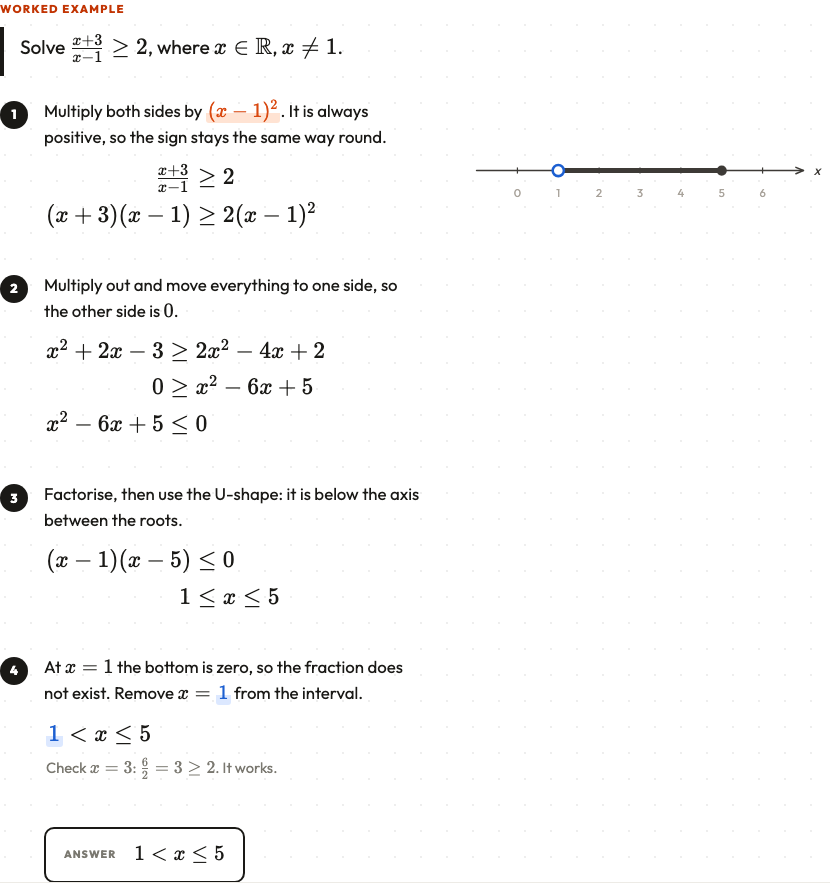 WORKED EXAMPLE
Solve \frac{x+3}{x-1} ≥ 2, where x ∈ ℝ, x ≠ 1.
1
Multiply both sides by (x − 1)². It is always
positive, so the sign stays the same way round.
\frac{x+3}{x-1} ≥ 2
(x + 3)(x − 1) ≥ 2(x − 1)²
0 1 2 3 4 5 6 x
2
Multiply out and move everything to one side, so
the other side is 0.
x² + 2x − 3 ≥ 2x² − 4x + 2
0 ≥ x² − 6x + 5
x² − 6x + 5 ≤ 0
3
Factorise, then use the U-shape: it is below the axis
between the roots.
(x − 1)(x − 5) ≤ 0
1 ≤ x ≤ 5
4
At x = 1 the bottom is zero, so the fraction does
not exist. Remove x = 1 from the interval.
1 < x ≤ 5
Check x = 3: \frac{6}{2} = 3 ≥ 2. It works.
ANSWER 1 < x ≤ 5